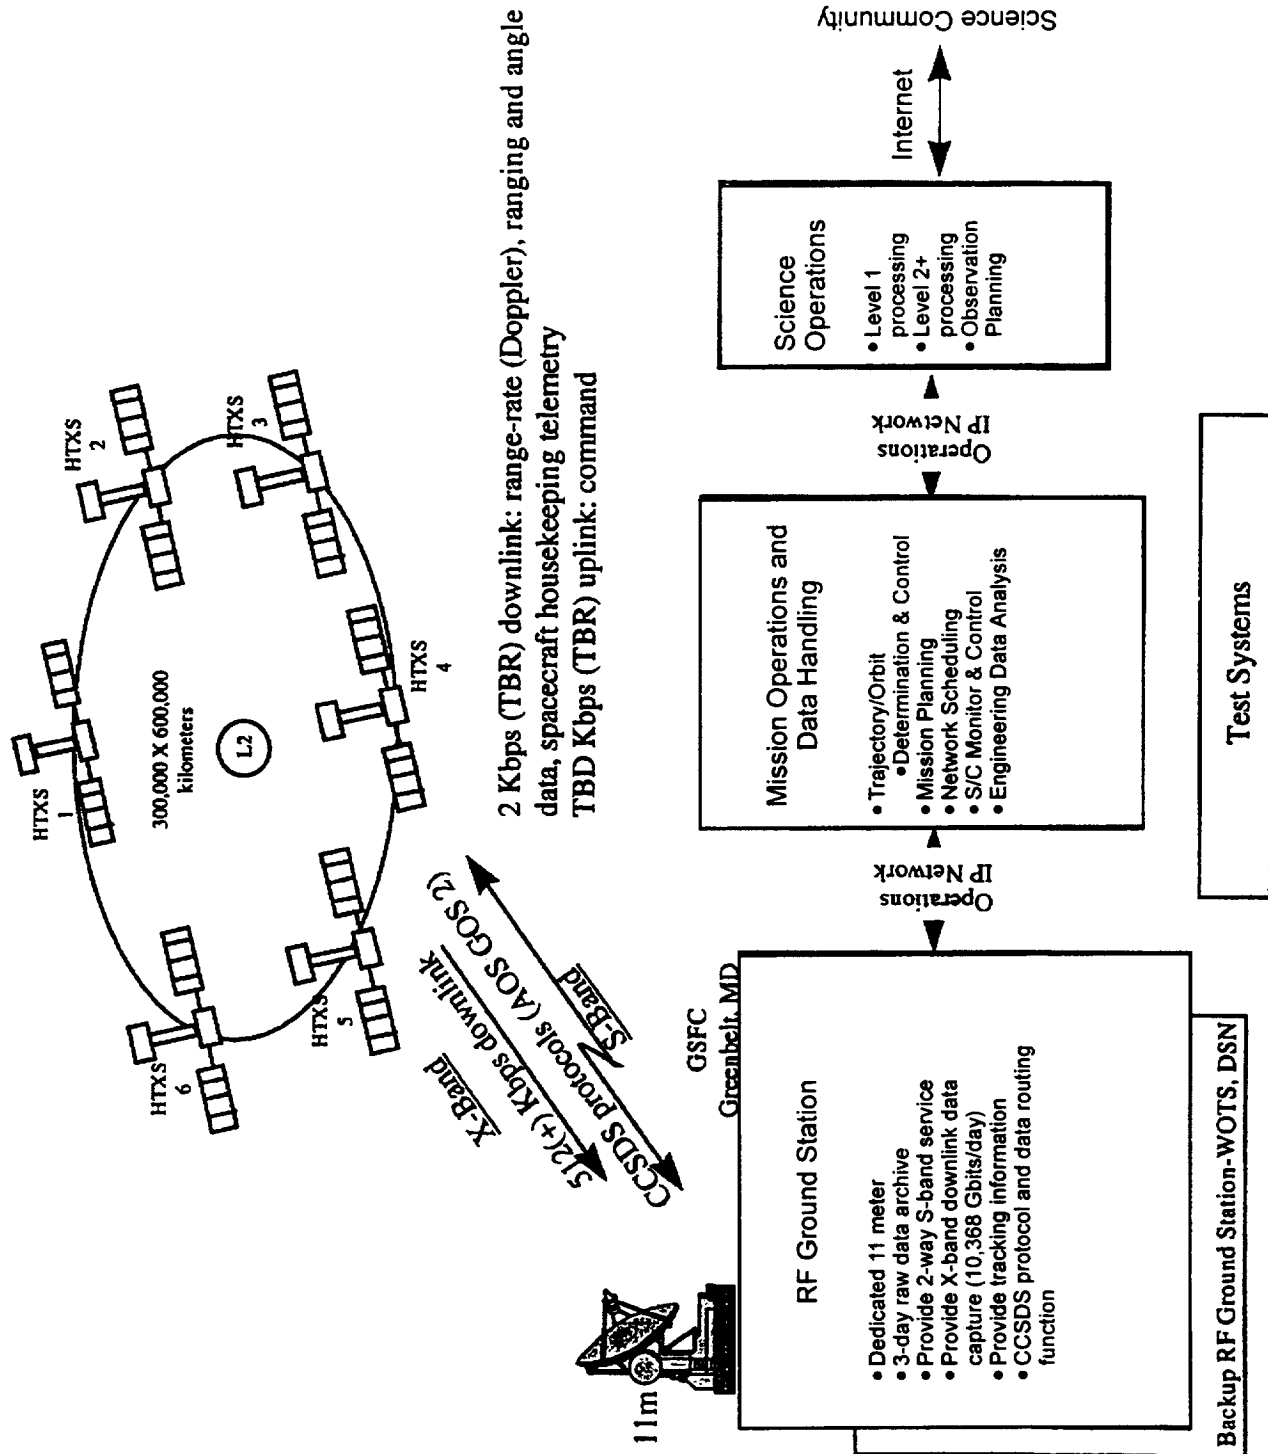 HTXS
1
HTXS
2
HTXS
3
HTXS
4
HTXS
5
HTXS
6
300,000 X 600,000
kilometers
L2
2 Kbps (TBR) downlink: range-rate (Doppler), ranging and angle
data, spacecraft housekeeping telemetry
TBD Kbps (TBR) uplink: command
X-Band
512(+) Kbps downlink
CCSDS protocols (AOS GOS 2)
S-Band
11m
GSFC
Greenbelt, MD
RF Ground Station
• Dedicated 11 meter
• 3-day raw data archive
• Provide 2-way S-band service
• Provide X-band downlink data
capture (10,368 Gbits/day)
• Provide tracking information
• CCSDS protocol and data routing
function
Backup RF Ground Station-WOTS, DSN
Operations
IP Network
Mission Operations and
Data Handling
• Trajectory/Orbit
• Determination & Control
• Mission Planning
• Network Scheduling
• S/C Monitor & Control
• Engineering Data Analysis
Operations
IP Network
Science
Operations
• Level 1
processing
• Level 2+
processing
• Observation
Planning
Internet
Science Community
Test Systems